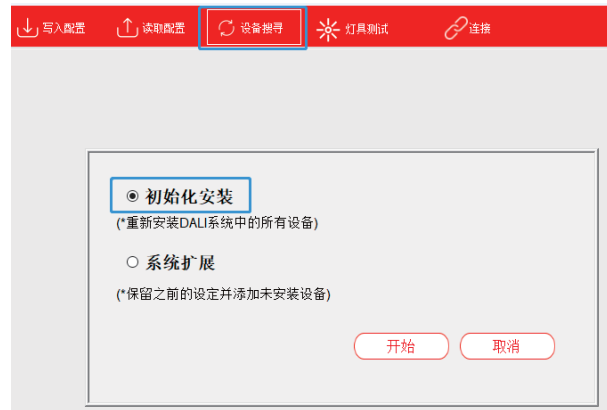 写入配置 读取配置 设备搜寻 灯具测试 连接
初始化安装
(*重新安装DALI系统中的所有设备)
系统扩展
(*保留之前的设定并添加未安装设备)
开始 取消